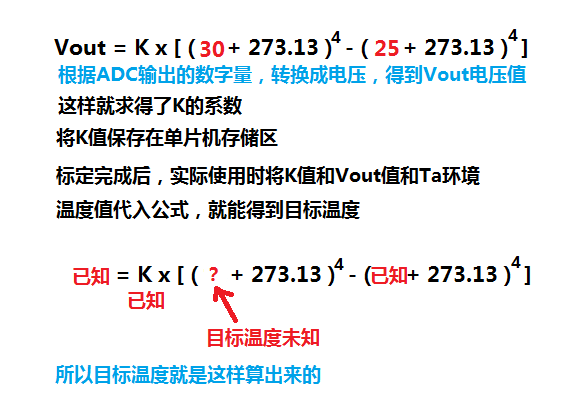 Vout = K x [ ( 30 + 273.13 )4 - ( 25 + 273.13 )4 ]
根据ADC输出的数字量，转换成电压，得到Vout电压值
这样就求得了K的系数
将K值保存在单片机存储区
标定完成后，实际使用时将K值和Vout值和Ta环境
温度值代入公式，就能得到目标温度
已知 = K x [ ( ? + 273.13 )4 - (已知+ 273.13 )4 ]
已知
目标温度未知
所以目标温度就是这样算出来的